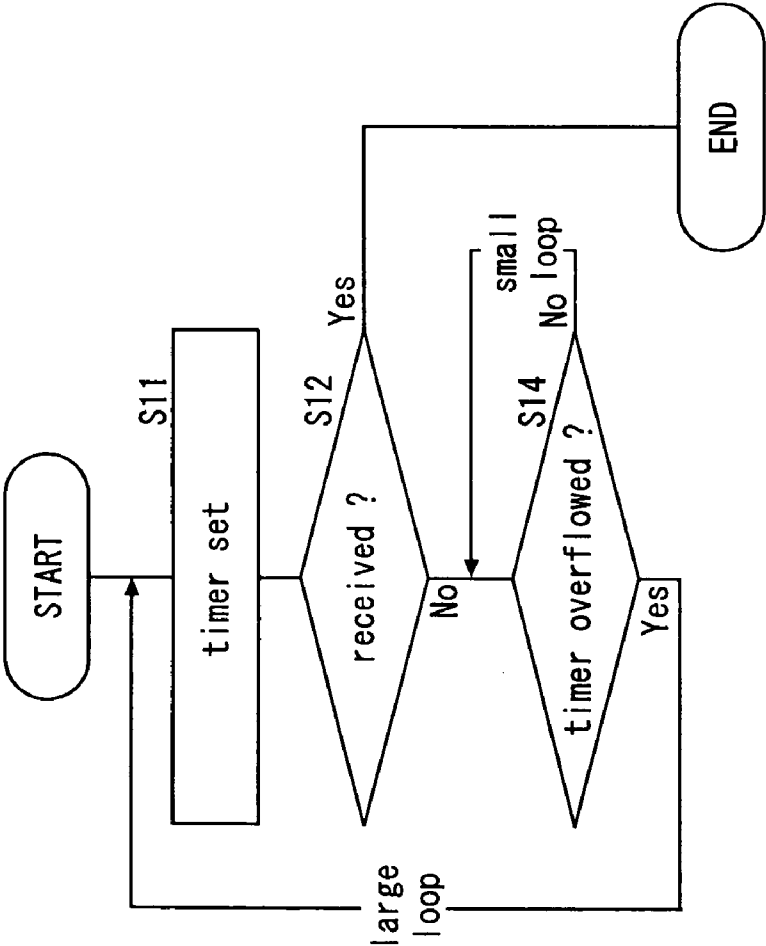 START
S11
timer set
S12
received ?
Yes
No
small
loop
S14
timer overflowed ?
No
Yes
large
loop
END